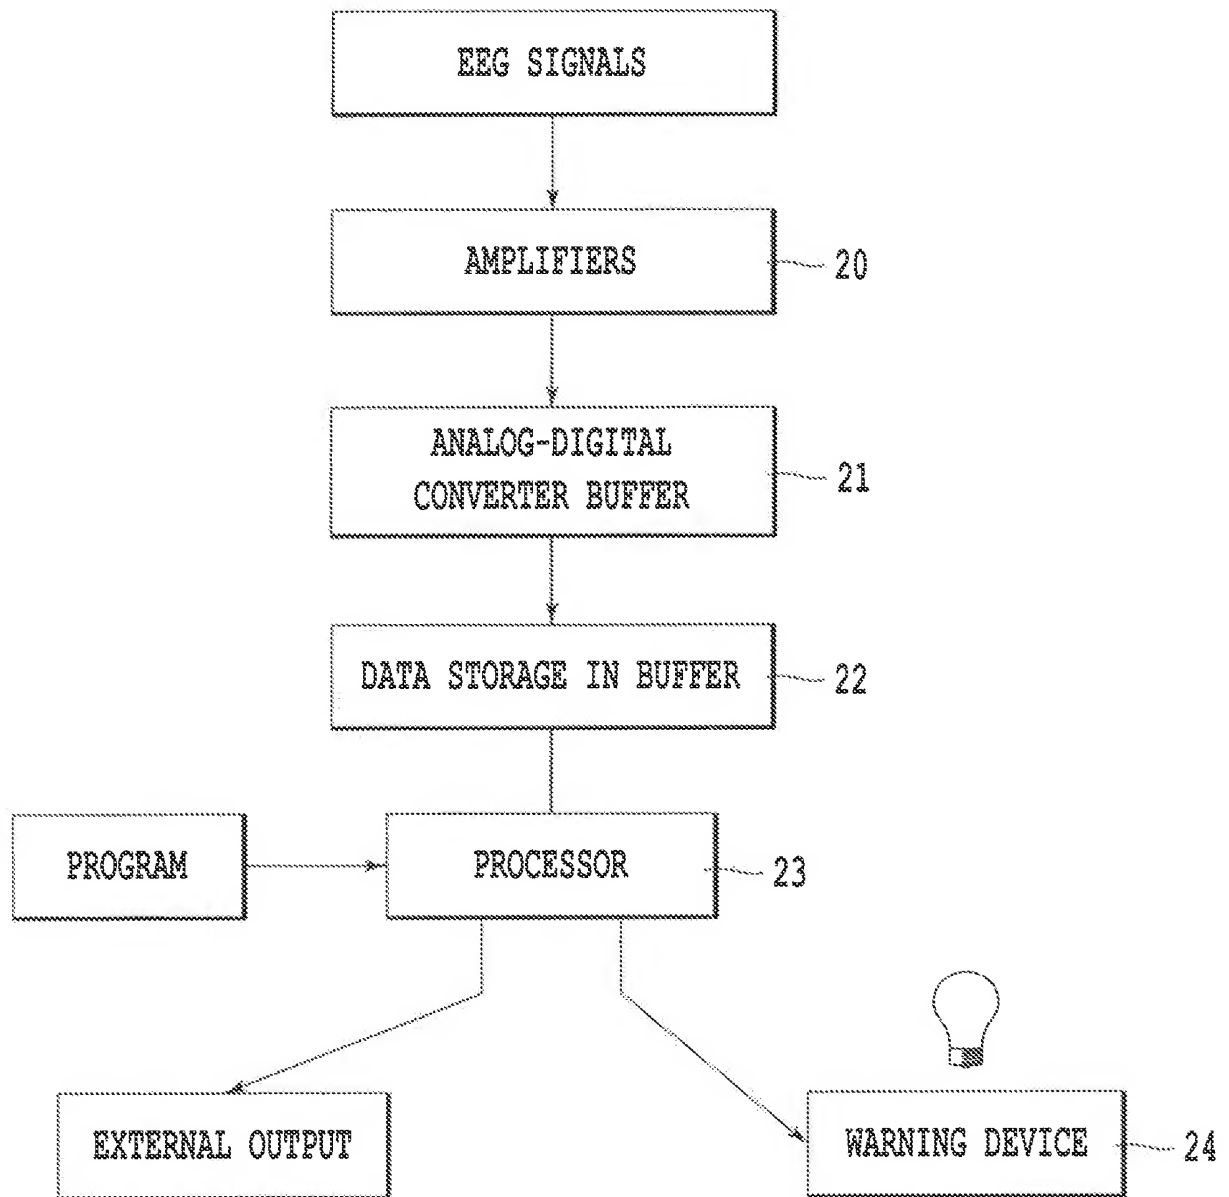 EEG SIGNALS
AMPLIFIERS
20
ANALOG-DIGITAL
CONVERTER BUFFER
21
DATA STORAGE IN BUFFER
22
PROGRAM
PROCESSOR
23
EXTERNAL OUTPUT
WARNING DEVICE
24